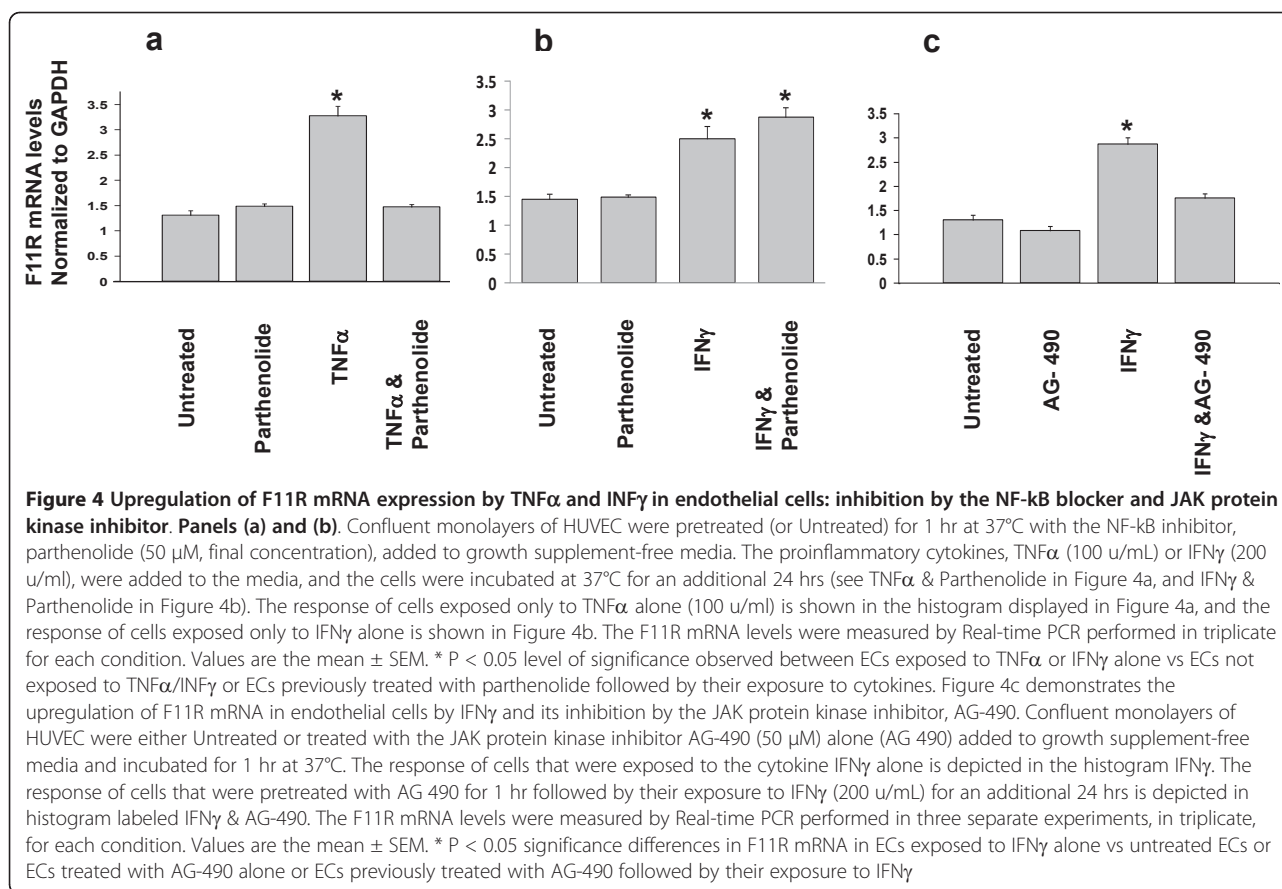 a
b
c
F11R mRNA levels
Normalized to GAPDH
3.5
3
2.5
2
1.5
1
0.5
0
*
Untreated
Parthenolide
TNFα
TNFα &
Parthenolide
3.5
3
2.5
2
1.5
1
0.5
0
*
*
Untreated
Parthenolide
IFNγ
IFNγ &
Parthenolide
3.5
3
2.5
2
1.5
1
0.5
0
*
Untreated
AG- 490
IFNγ
IFNγ &AG- 490
Figure 4 Upregulation of F11R mRNA expression by TNFα and INFγ in endothelial cells: inhibition by the NF-kB blocker and JAK protein
kinase inhibitor. Panels (a) and (b). Confluent monolayers of HUVEC were pretreated (or Untreated) for 1 hr at 37°C with the NF-kB inhibitor,
parthenolide (50 μM, final concentration), added to growth supplement-free media. The proinflammatory cytokines, TNFα (100 u/mL) or IFNγ (200
u/ml), were added to the media, and the cells were incubated at 37°C for an additional 24 hrs (see TNFα & Parthenolide in Figure 4a, and IFNγ &
Parthenolide in Figure 4b). The response of cells exposed only to TNFα alone (100 u/ml) is shown in the histogram displayed in Figure 4a, and the
response of cells exposed only to IFNγ alone is shown in Figure 4b. The F11R mRNA levels were measured by Real-time PCR performed in triplicate
for each condition. Values are the mean ± SEM. * P < 0.05 level of significance observed between ECs exposed to TNFα or IFNγ alone vs ECs not
exposed to TNFα/INFγ or ECs previously treated with parthenolide followed by their exposure to cytokines. Figure 4c demonstrates the
upregulation of F11R mRNA in endothelial cells by IFNγ and its inhibition by the JAK protein kinase inhibitor, AG-490. Confluent monolayers of
HUVEC were either Untreated or treated with the JAK protein kinase inhibitor AG-490 (50 μM) alone (AG 490) added to growth supplement-free
media and incubated for 1 hr at 37°C. The response of cells that were exposed to the cytokine IFNγ alone is depicted in the histogram IFNγ. The
response of cells that were pretreated with AG 490 for 1 hr followed by their exposure to IFNγ (200 u/mL) for an additional 24 hrs is depicted in
histogram labeled IFNγ & AG-490. The F11R mRNA levels were measured by Real-time PCR performed in three separate experiments, in triplicate,
for each condition. Values are the mean ± SEM. * P < 0.05 significance differences in F11R mRNA in ECs exposed to IFNγ alone vs untreated ECs or
ECs treated with AG-490 alone or ECs previously treated with AG-490 followed by their exposure to IFNγ